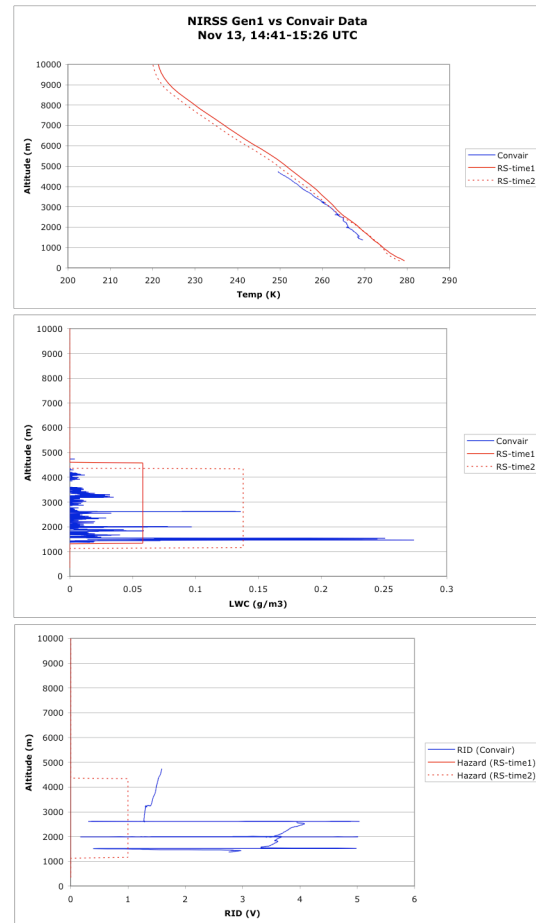 NIRSS Gen1 vs Convair Data
Nov 13, 14:41-15:26 UTC
10000
9000
8000
7000
6000
5000
4000
3000
2000
1000
0
200 210 220 230 240 250 260 270 280 290
Altitude (m)
Temp (K)
Convair
RS-time1
RS-time2
10000
9000
8000
7000
6000
5000
4000
3000
2000
1000
0
0 0.05 0.1 0.15 0.2 0.25 0.3
Altitude (m)
LWC (g/m3)
Convair
RS-time1
RS-time2
10000
9000
8000
7000
6000
5000
4000
3000
2000
1000
0
0 1 2 3 4 5 6
Altitude (m)
RID (V)
RID (Convair)
Hazard (RS-time1)
Hazard (RS-time2)